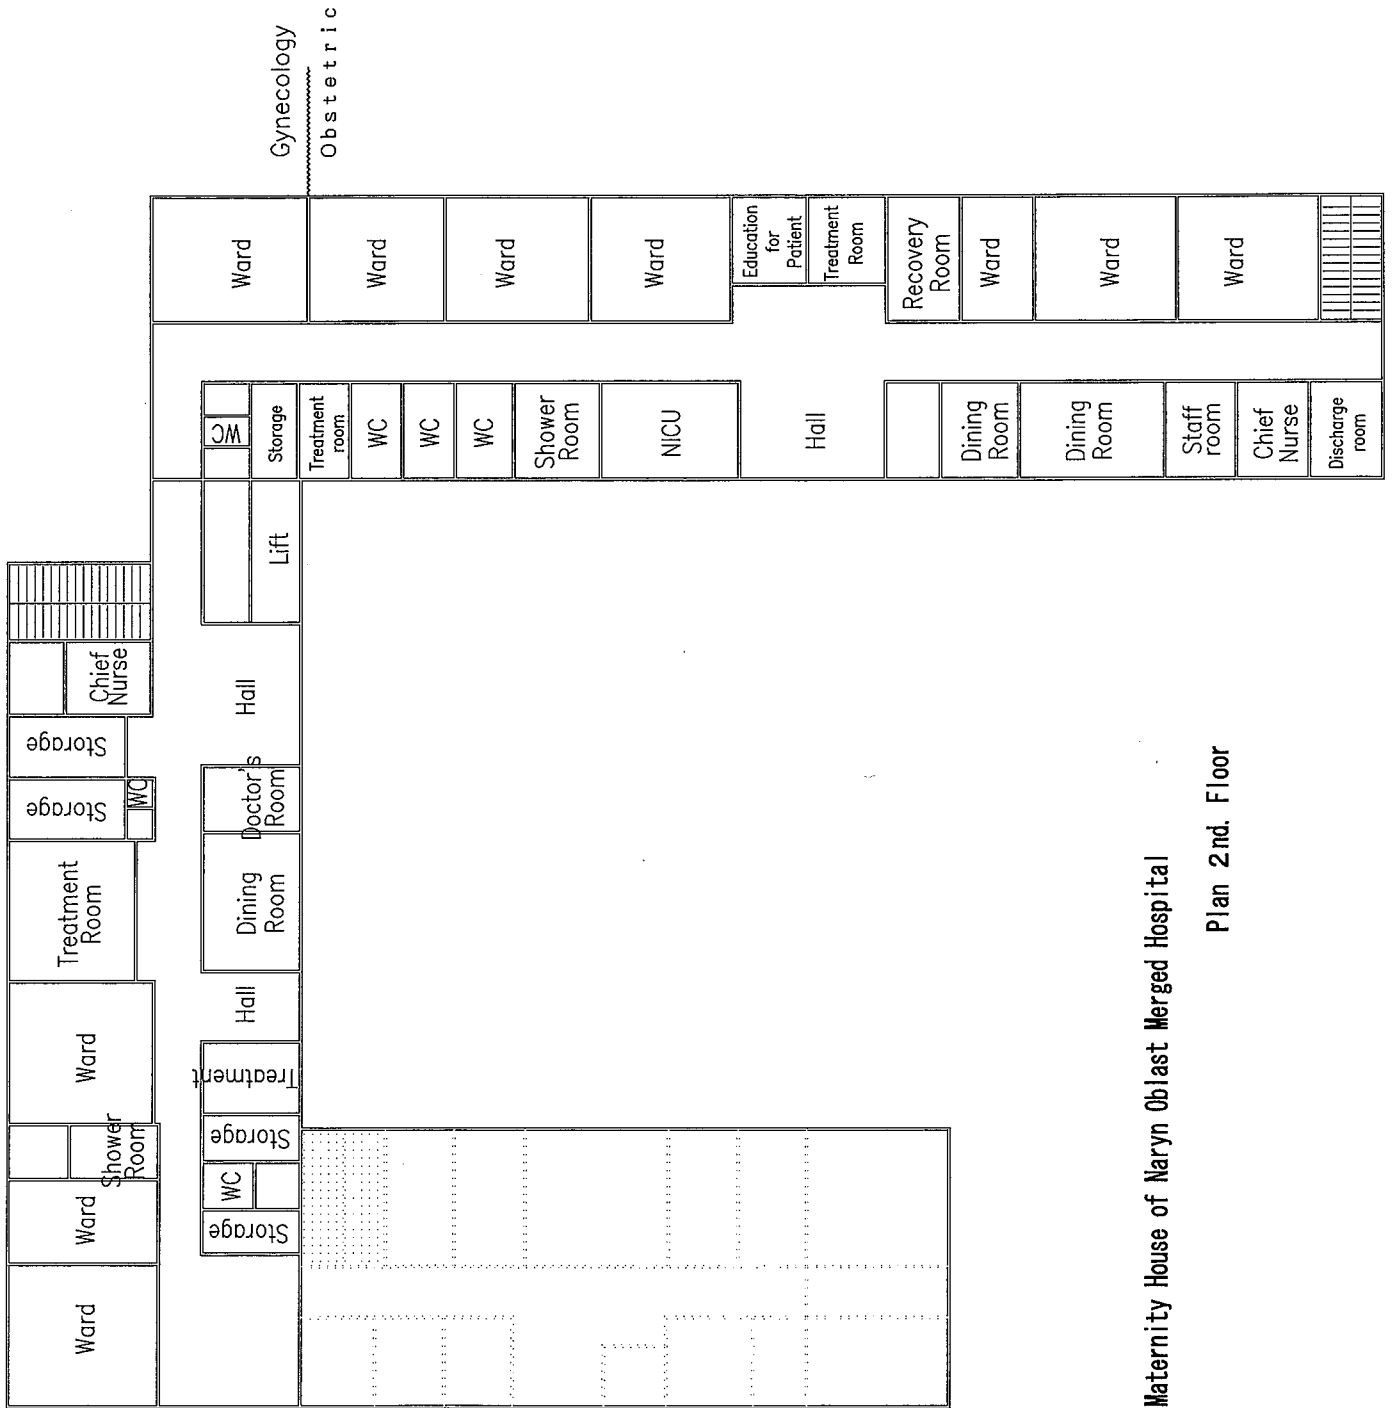 Gynecology
Obstetric
Ward
Ward
Ward
Ward
Education
for
Patient
Treatment
Room
Recovery
Room
Ward
Ward
Ward
WC
Storage
Treatment
room
WC
WC
WC
Shower
Room
NICU
Hall
Dining
Room
Dining
Room
Staff
room
Chief
Nurse
Discharge
room
Lift
Hall
Doctor's
Room
Dining
Room
Hall
Treatment
Storage
WC
Storage
Chief
Nurse
Storage
Storage
WC
Treatment
Room
Ward
Shower
Room
Ward
Ward
Maternity House of Naryn Oblast Merged Hospital
Plan 2nd. Floor